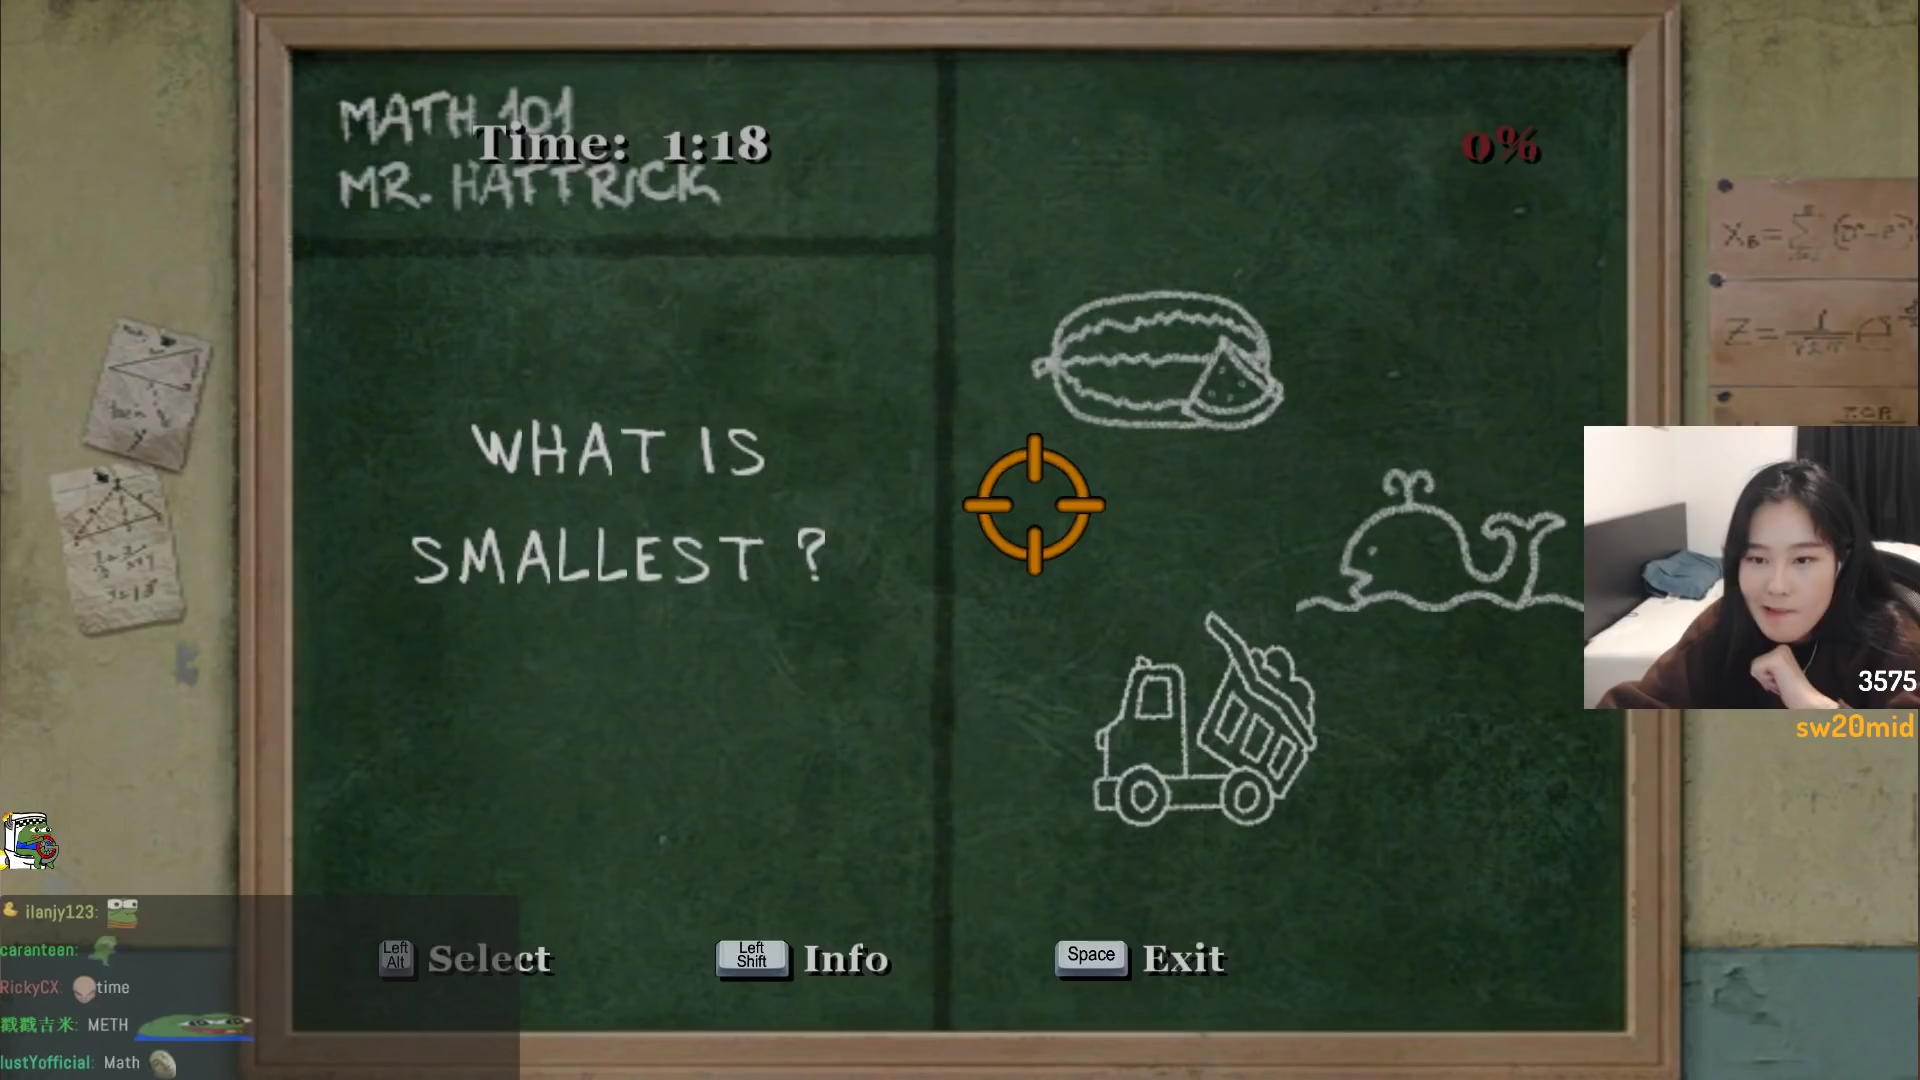 MATH 101
Time: 1:18
0%
MR. HATTRICK
WHAT IS
SMALLEST ?
3575
sw20mid
ilanjy123:
caranteen:
RickyCX: time
戳戳吉米: METH
lustYofficial: Math
Left Alt Select
Left Shift Info
Space Exit